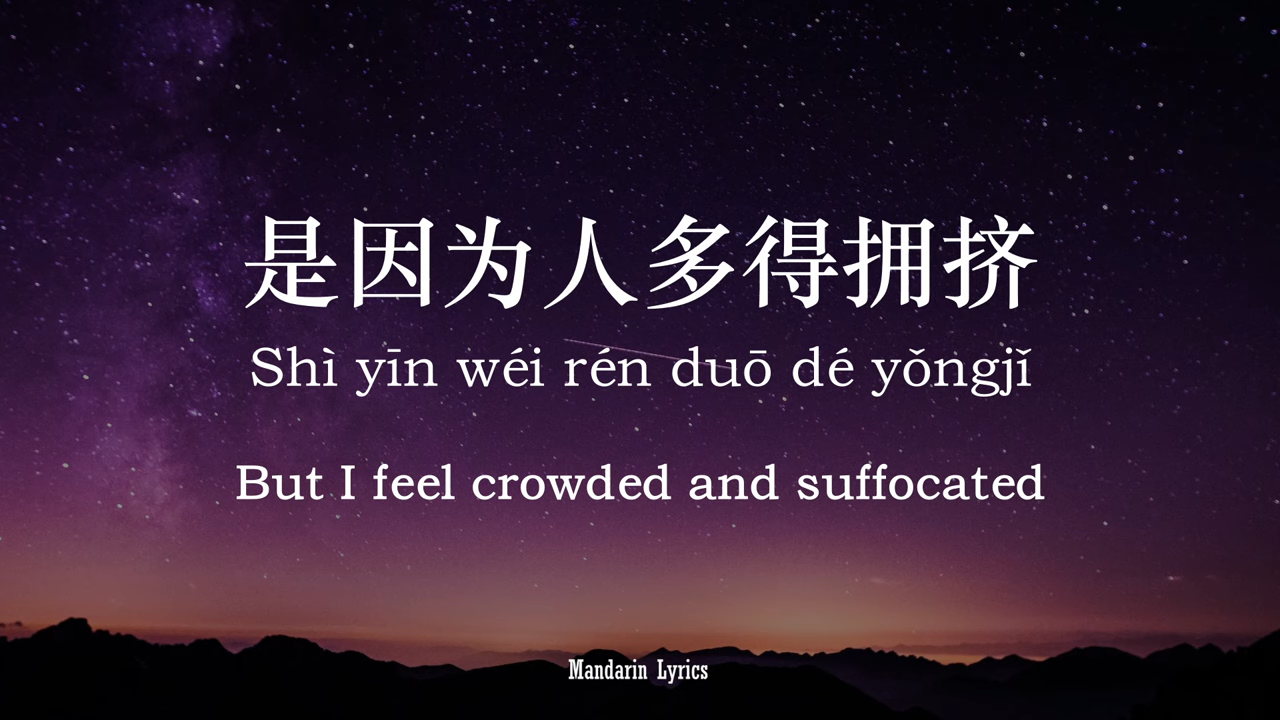 是因为人多得拥挤
Shì yīn wéi rén duō dé yǒngjǐ
But I feel crowded and suffocated
Mandarin Lyrics